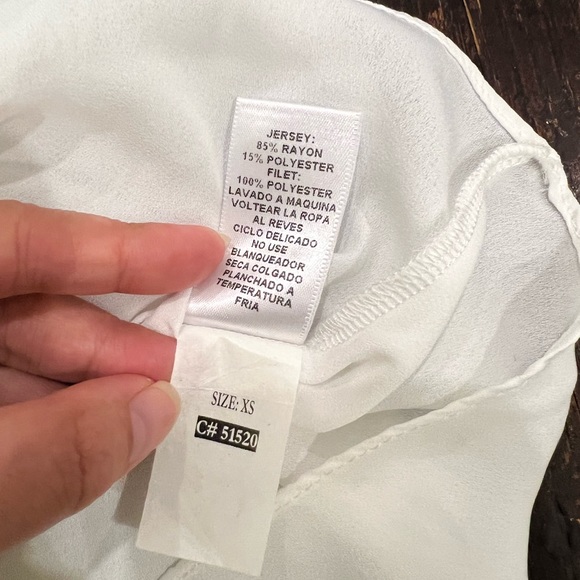 JERSEY:
85% RAYON
15% POLYESTER
FILET:
100% POLYESTER
LAVADO A MAQUINA
VOLTEAR LA ROPA
AL REVES
CICLO DELICADO
NO USE
BLANQUEADOR
SECA COLGADO
PLANCHADO A
TEMPERATURA
FRIA
SIZE: XS
C# 51520